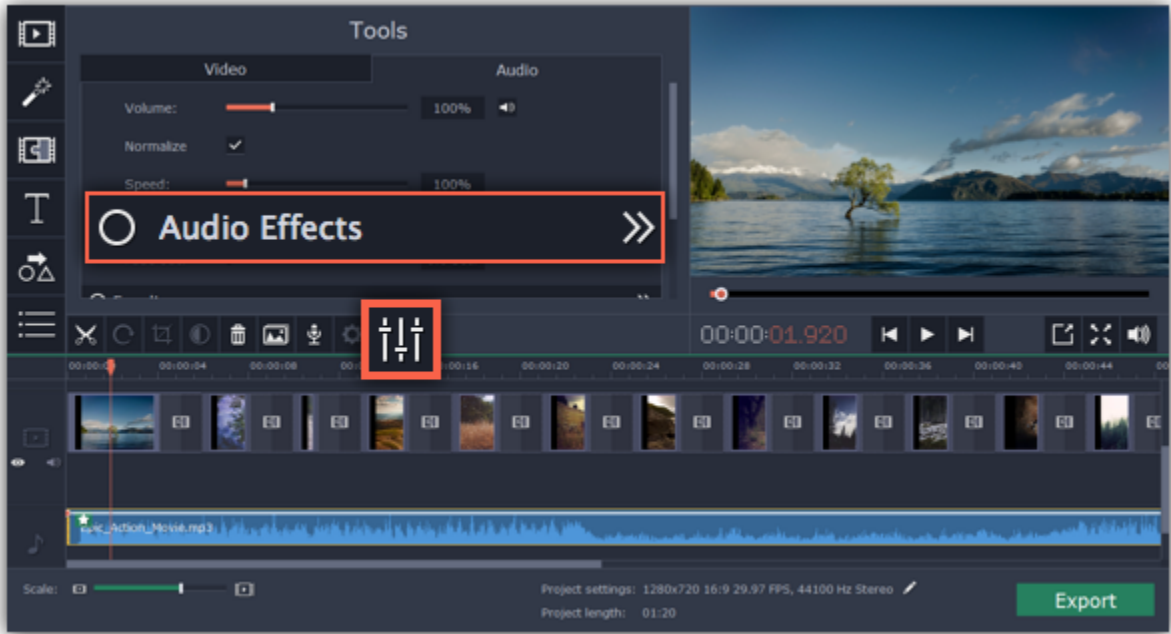 Tools
Video
Audio
Volume:
100%
Normalize
Speed:
100%
Audio Effects
T
00:00:01.920
00:00:04
00:00:08
00:00:16
00:00:20
00:00:24
00:00:28
00:00:32
00:00:36
00:00:40
00:00:44
Epic_Action_Movie.mp3
Scale:
Project settings: 1280x720 16:9 29.97 FPS, 44100 Hz Stereo
Project length: 01:20
Export